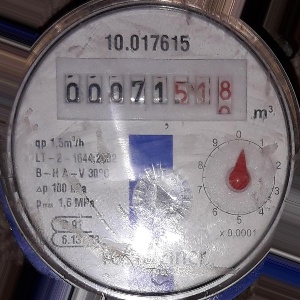 10.017615
00071518
m³
qp 1,5m³/h
B - H A - V 30°C
Δp 100 kPa
Pmax 1,6 MPa
9 0 1 2 3 4 5 6 7 8
x 0.0001